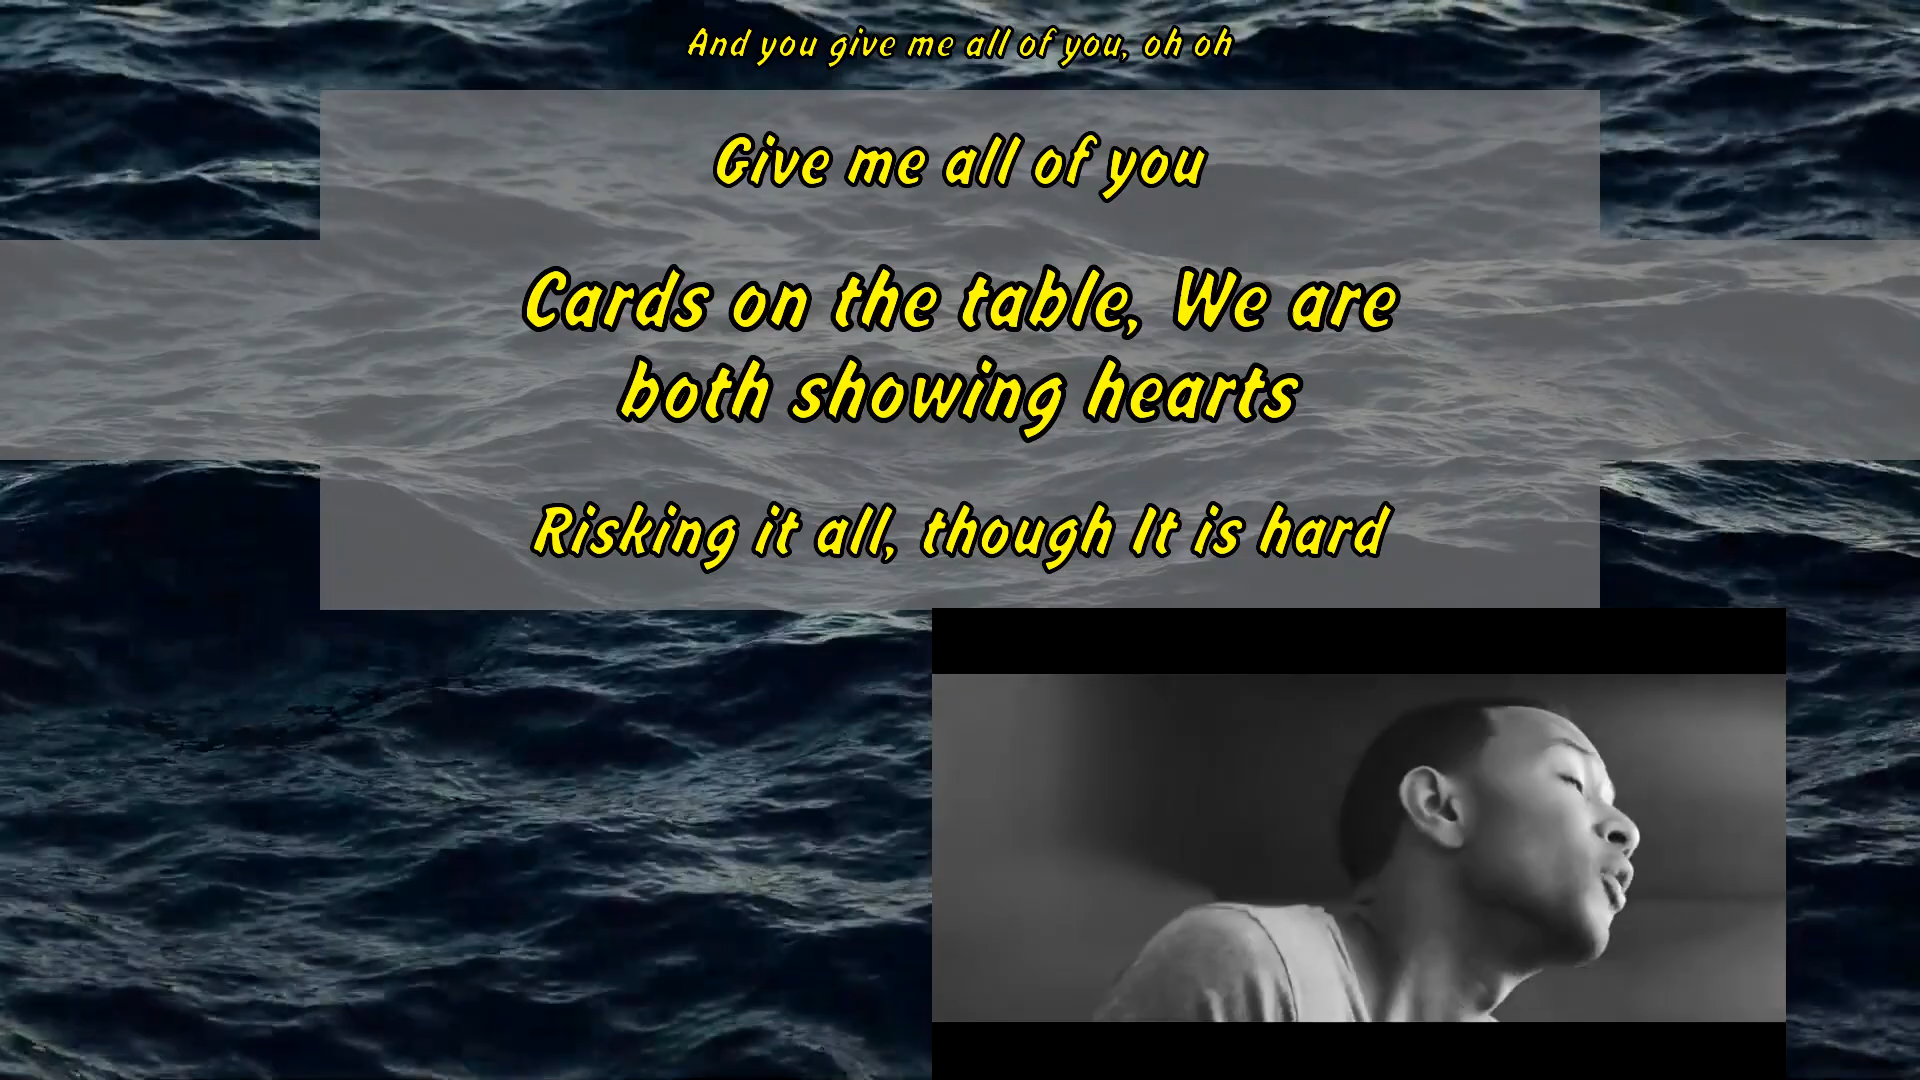 And you give me all of you, oh oh
Give me all of you
Cards on the table, We are
both showing hearts
Risking it all, though It is hard